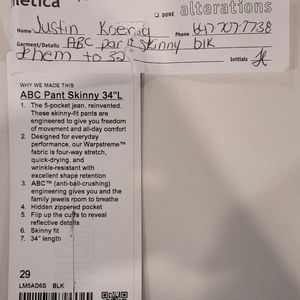 letica
DONE alterations
Name Justin Koenig Phone 847 707-7738
Garment/Details ABC pant Skinny blk
Hem to 32 Initials
WHY WE MADE THIS
ABC Pant Skinny 34"L
1. The 5-pocket jean, reinvented.
These skinny-fit pants are
engineered to give you freedom
of movement and all-day comfort
2. Designed for everyday
performance, our Warpstreme™
fabric is four-way stretch,
quick-drying, and
wrinkle-resistant with
excellent shape retention
3. ABC™ (anti-ball-crushing)
engineering gives you and the
family jewels room to breathe
4. Hidden zippered pocket
5. Flip up the cuffs to reveal
reflective details
6. Skinny fit
7. 34" length
29
LM5AD6S BLK